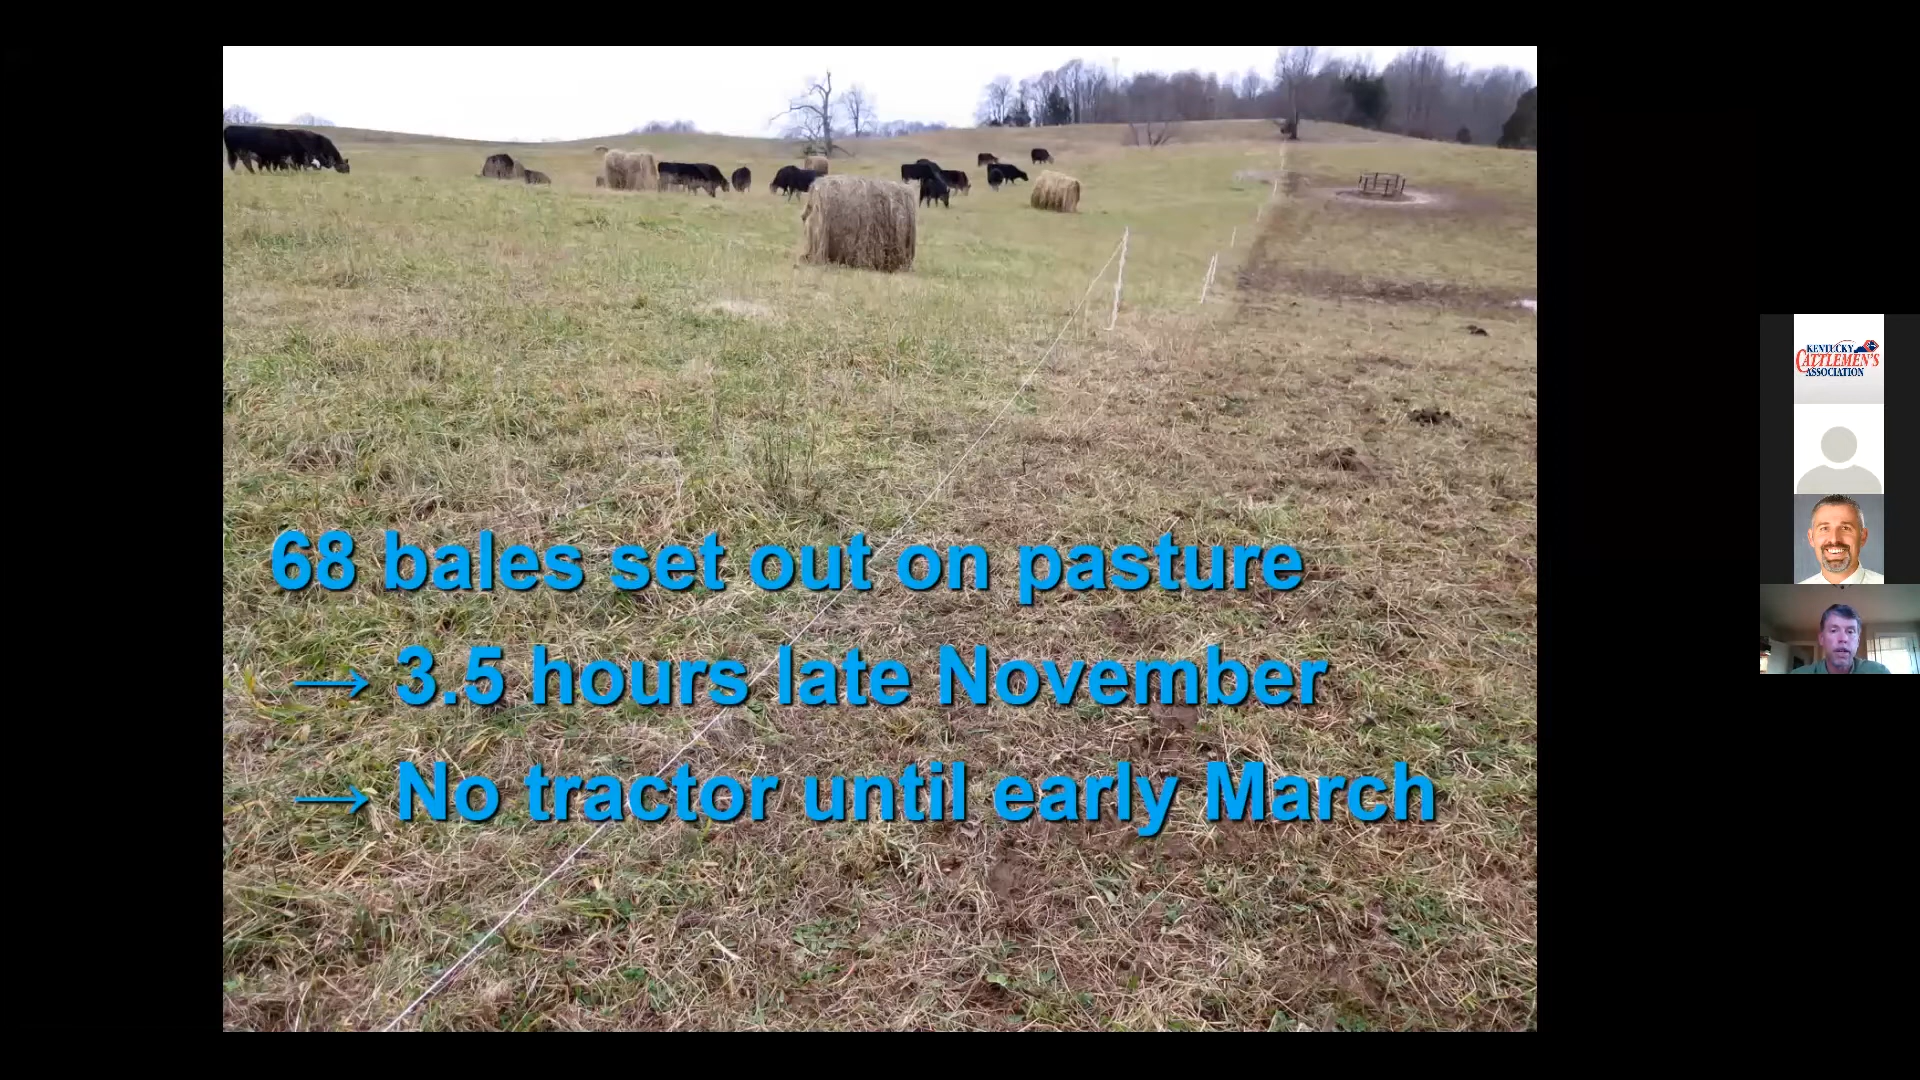 68 bales set out on pasture
→ 3.5 hours late November
→ No tractor until early March
KENTUCKY
CATTLEMEN'S
ASSOCIATION